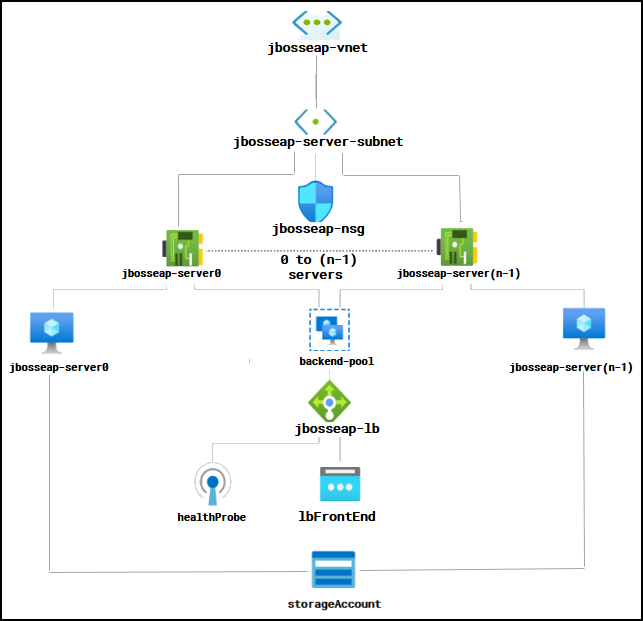 jbosseap-vnet
jbosseap-server-subnet
jbosseap-nsg
jbosseap-server0
0 to (n-1)
servers
jbosseap-server(n-1)
jbosseap-server0
backend-pool
jbosseap-server(n-1)
jbosseap-lb
healthProbe
lbFrontEnd
storageAccount